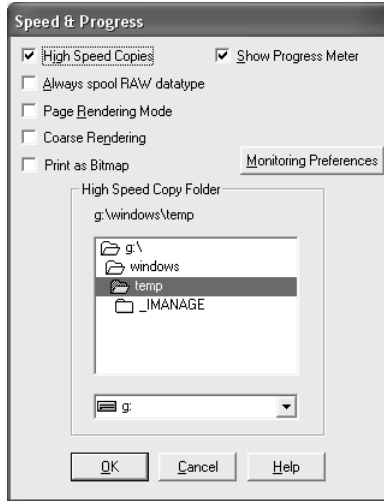 Speed & Progress
High Speed Copies
Show Progress Meter
Always spool RAW datatype
Page Rendering Mode
Coarse Rendering
Print as Bitmap
Monitoring Preferences
High Speed Copy Folder
g:\windows\temp
g:\
windows
temp
_IMANAGE
g:
OK
Cancel
Help